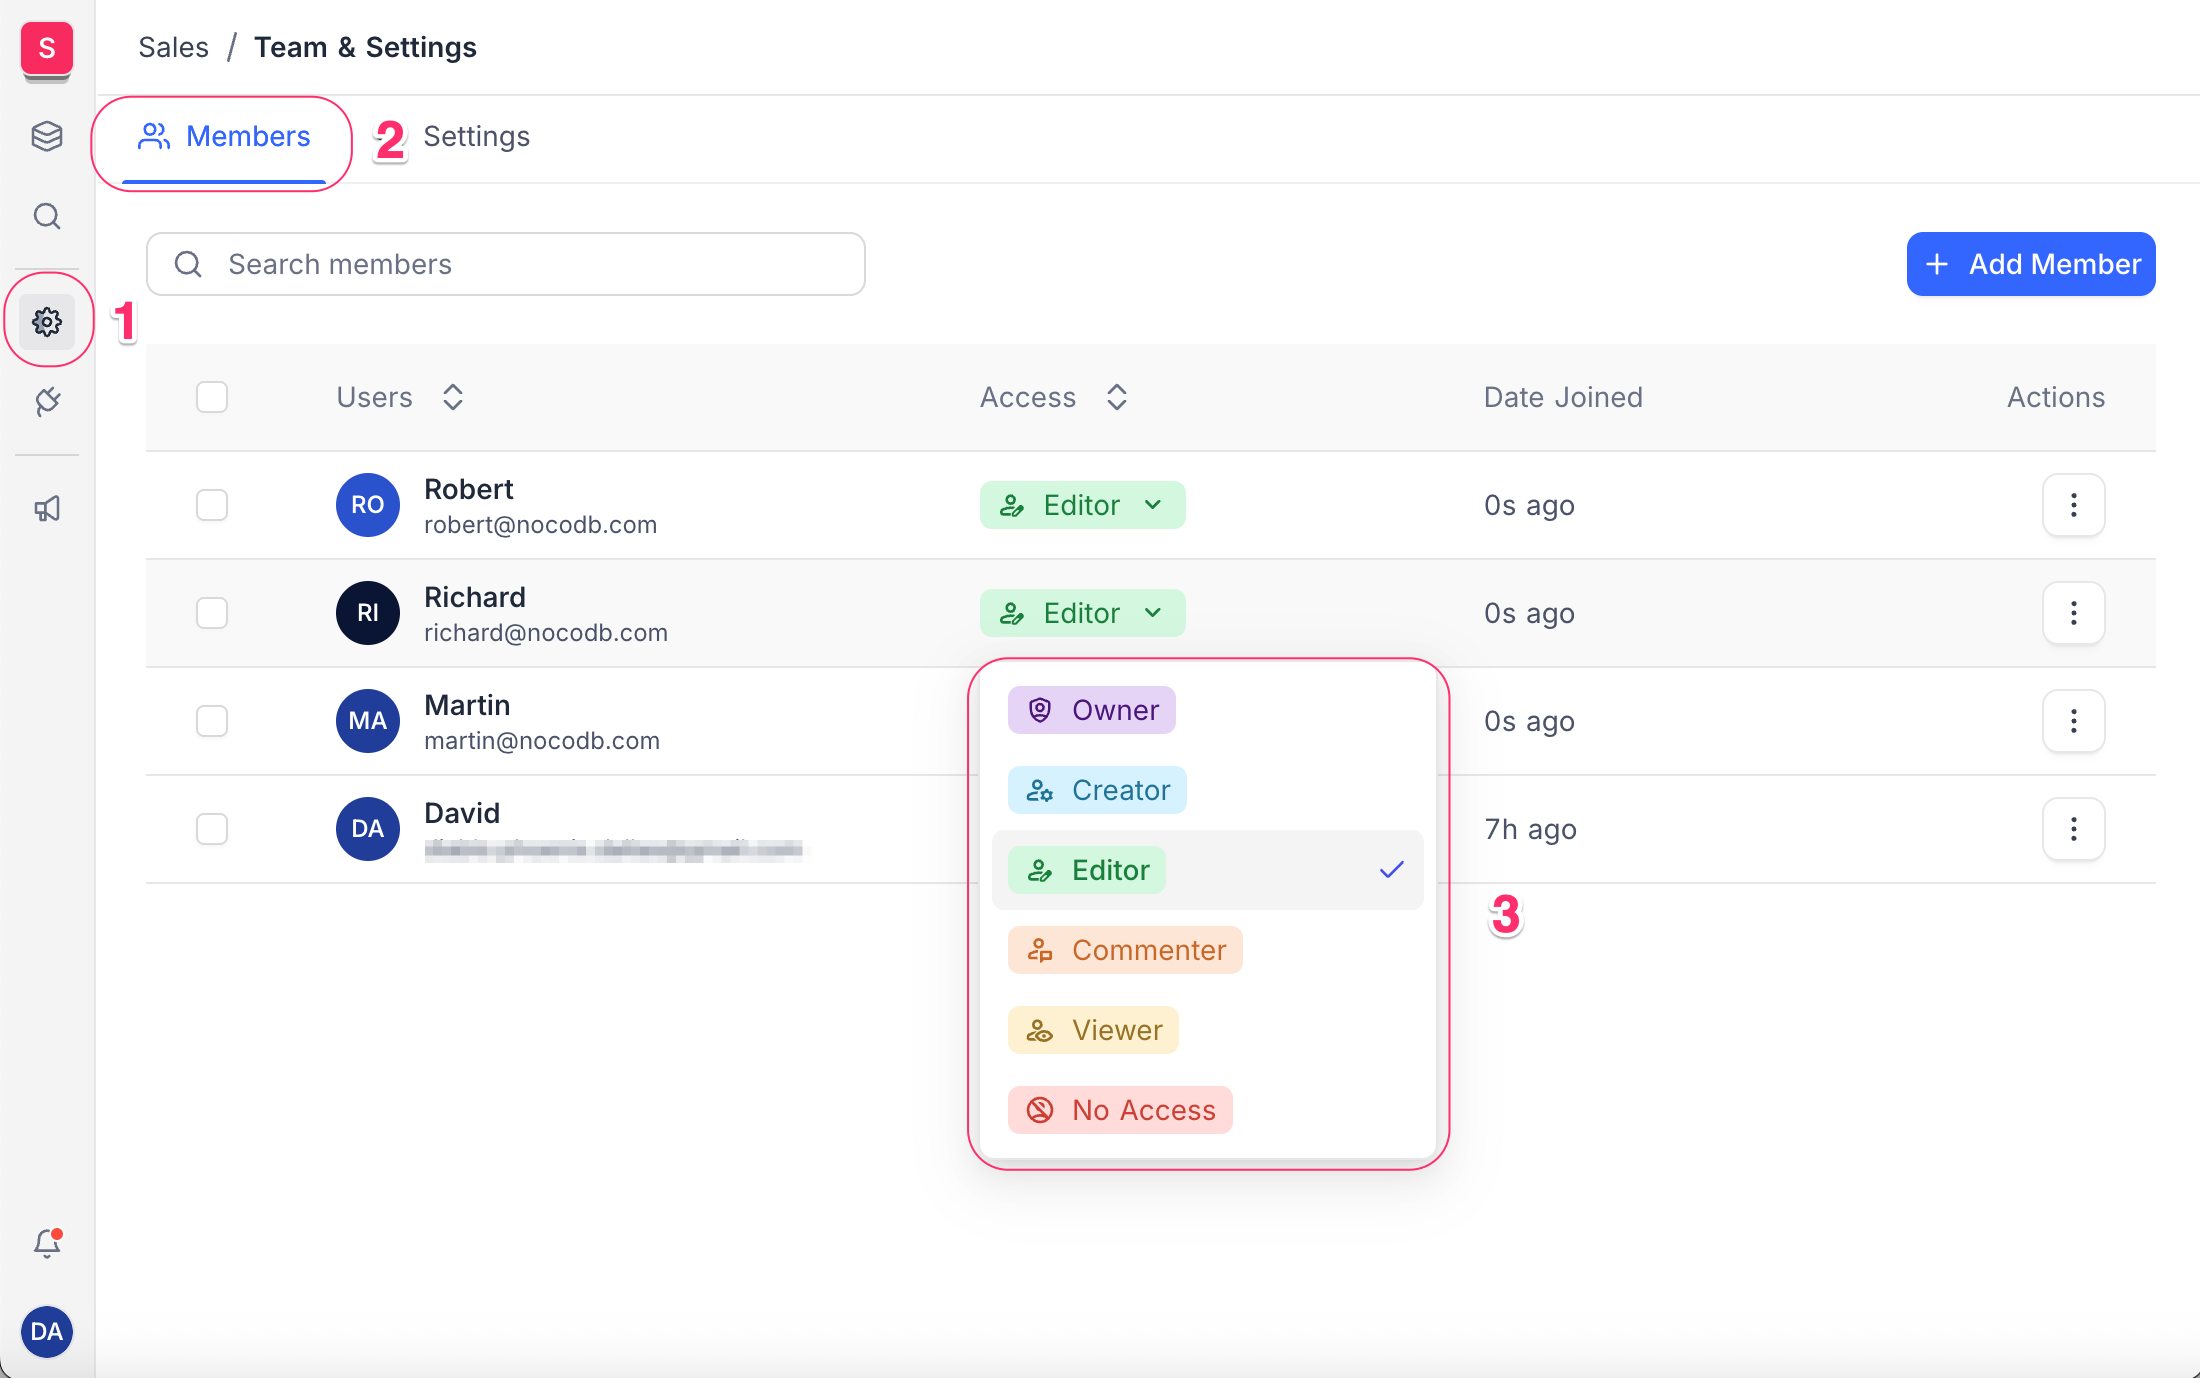 S
Sales / Team & Settings
Members
2
Settings
Search members
+ Add Member
1
Users
Access
Date Joined
Actions
RO
Robert
robert@nocodb.com
Editor
0s ago
RI
Richard
richard@nocodb.com
Editor
0s ago
MA
Martin
martin@nocodb.com
0s ago
DA
David
7h ago
Owner
Creator
Editor
Commenter
Viewer
No Access
3
DA